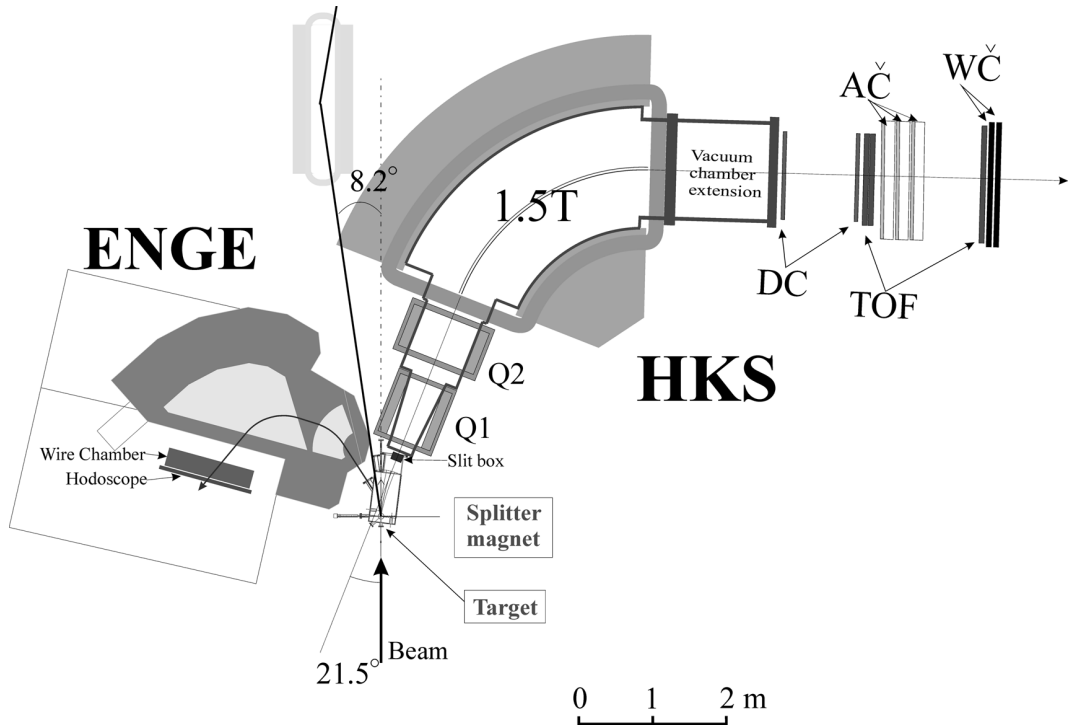 WČ
AČ
Vacuum
chamber
extension
8.2°
1.5T
ENGE
DC
TOF
HKS
Q2
Q1
Wire Chamber
Hodoscope
Slit box
Splitter
magnet
Target
Beam
21.5°
0 1 2 m